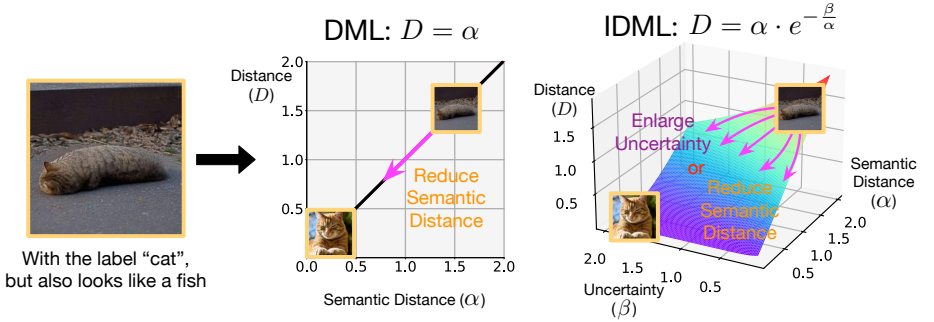 DML: D = α
IDML: D = α · e^{-β/α}
With the label "cat",
but also looks like a fish
Distance
(D)
2.0
1.5
1.0
0.5
0.0 0.5 1.0 1.5 2.0
Semantic Distance (α)
Reduce
Semantic
Distance
Distance
(D)
1.5
1.0
0.5
Enlarge
Uncertainty
or
Reduce
Semantic
Distance
2.0 1.5 1.0 0.5
Uncertainty
(β)
Semantic
Distance
(α)
2.0
1.5
1.0
0.5